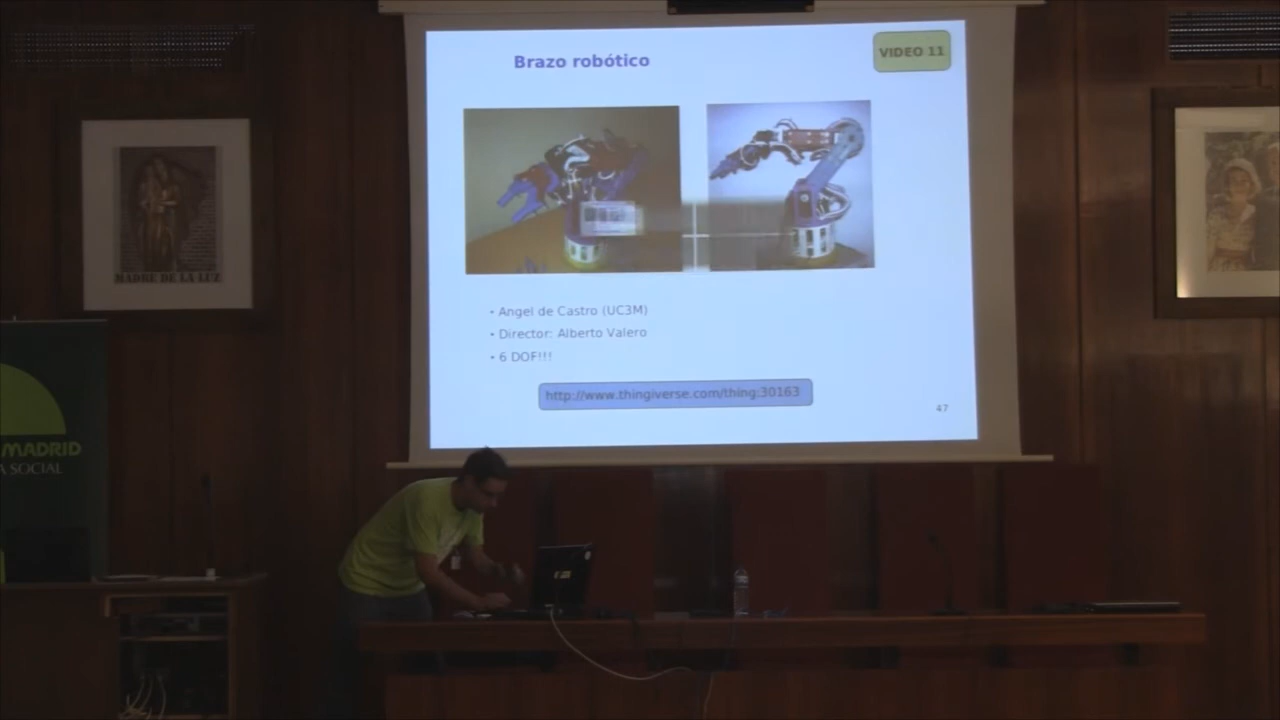 Brazo robótico
VIDEO 11
• Angel de Castro (UC3M)
• Director: Alberto Valero
• 6 DOF!!!
http://www.thingiverse.com/thing:30163
47
MADRE DE LA LUZ
MADRID
A SOCIAL